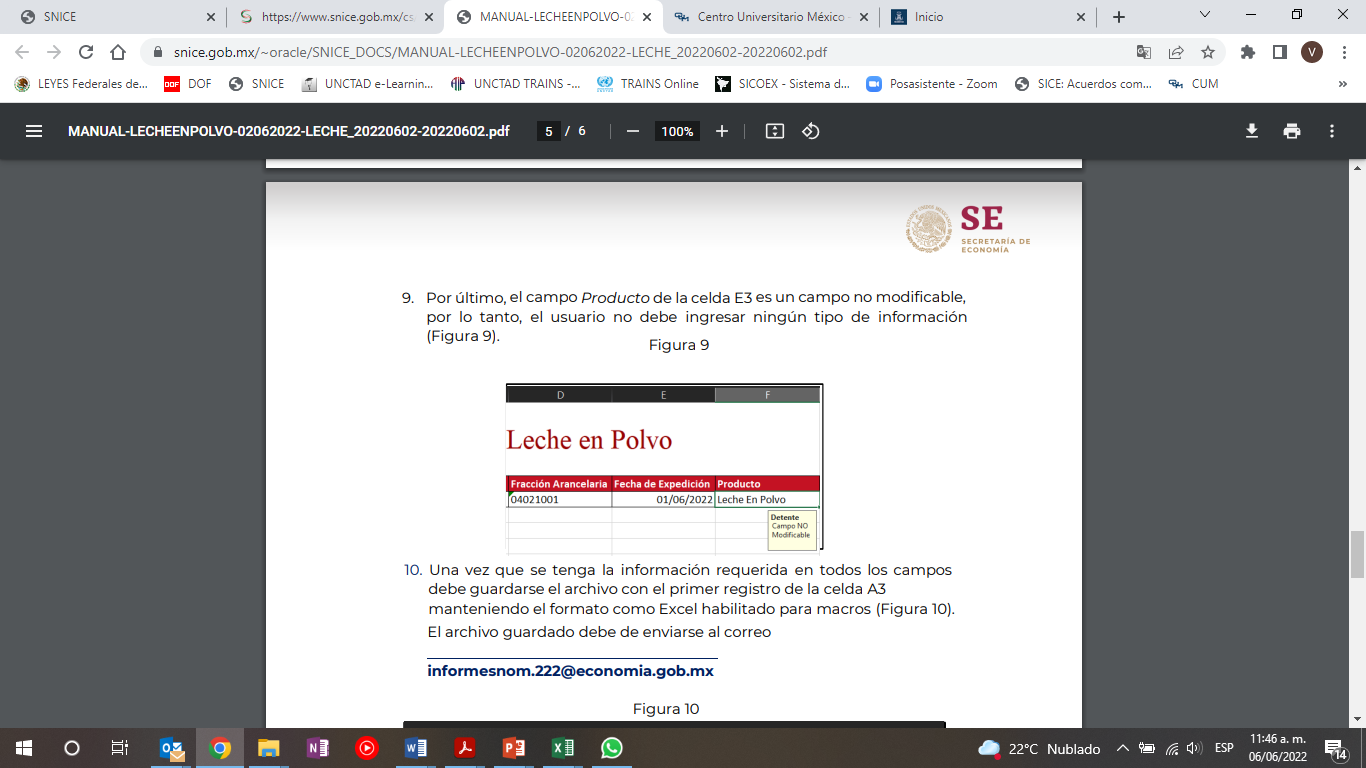 SNICE
https://www.snice.gob.mx/cs
MANUAL-LECHEENPOLVO-02
Centro Universitario México -
Inicio
snice.gob.mx/~oracle/SNICE_DOCS/MANUAL-LECHEENPOLVO-02062022-LECHE_20220602-20220602.pdf
V
LEYES Federales de...
DOF DOF
SNICE
UNCTAD e-Learnin...
UNCTAD TRAINS -...
TRAINS Online
SICOEX - Sistema d...
Posasistente - Zoom
SICE: Acuerdos com...
CUM
»
MANUAL-LECHEENPOLVO-02062022-LECHE_20220602-20220602.pdf
5 / 6
100%
SE
SECRETARÍA DE
ECONOMÍA
9. Por último, el campo Producto de la celda E3 es un campo no modificable,
por lo tanto, el usuario no debe ingresar ningún tipo de información
(Figura 9).
Figura 9
D E F
Leche en Polvo
Fracción Arancelaria Fecha de Expedición Producto
04021001 01/06/2022 Leche En Polvo
Detente
Campo NO
Modificable
10. Una vez que se tenga la información requerida en todos los campos
debe guardarse el archivo con el primer registro de la celda A3
manteniendo el formato como Excel habilitado para macros (Figura 10).
El archivo guardado debe de enviarse al correo
informesnom.222@economia.gob.mx
Figura 10
22°C Nublado
ESP
11:46 a. m.
06/06/2022
14